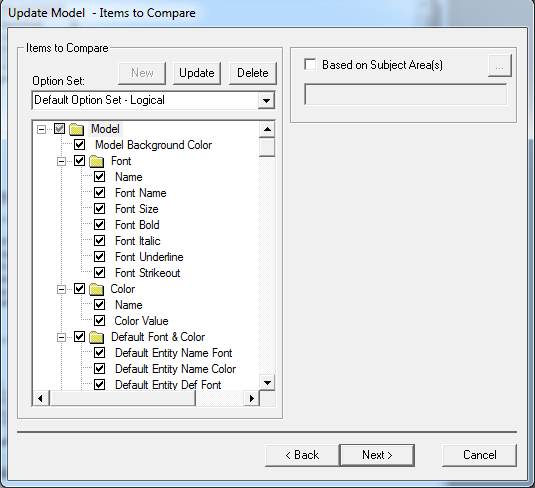 Update Model - Items to Compare
Items to Compare
New
Update
Delete
Option Set:
Default Option Set - Logical
Model
Model Background Color
Font
Name
Font Name
Font Size
Font Bold
Font Italic
Font Underline
Font Strikeout
Color
Name
Color Value
Default Font & Color
Default Entity Name Font
Default Entity Name Color
Default Entity Def Font
Based on Subject Area(s)
...
< Back
Next >
Cancel